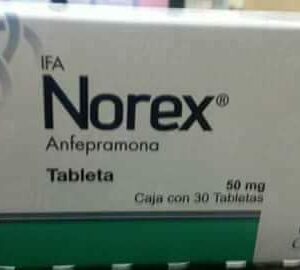 IFA
Norex®
Anfepramona
Tableta
50 mg
Caja con 30 Tabletas